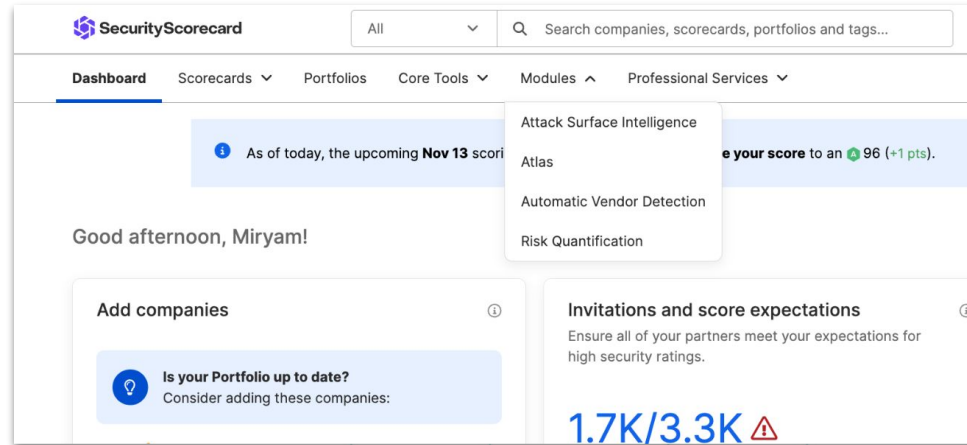 SecurityScorecard
All
Search companies, scorecards, portfolios and tags...
Dashboard Scorecards Portfolios Core Tools Modules Professional Services
Attack Surface Intelligence
Atlas
Automatic Vendor Detection
Risk Quantification
As of today, the upcoming Nov 13 scori
e your score to an A 96 (+1 pts).
Good afternoon, Miryam!
Add companies
Is your Portfolio up to date?
Consider adding these companies:
Invitations and score expectations
Ensure all of your partners meet your expectations for
high security ratings.
1.7K/3.3K